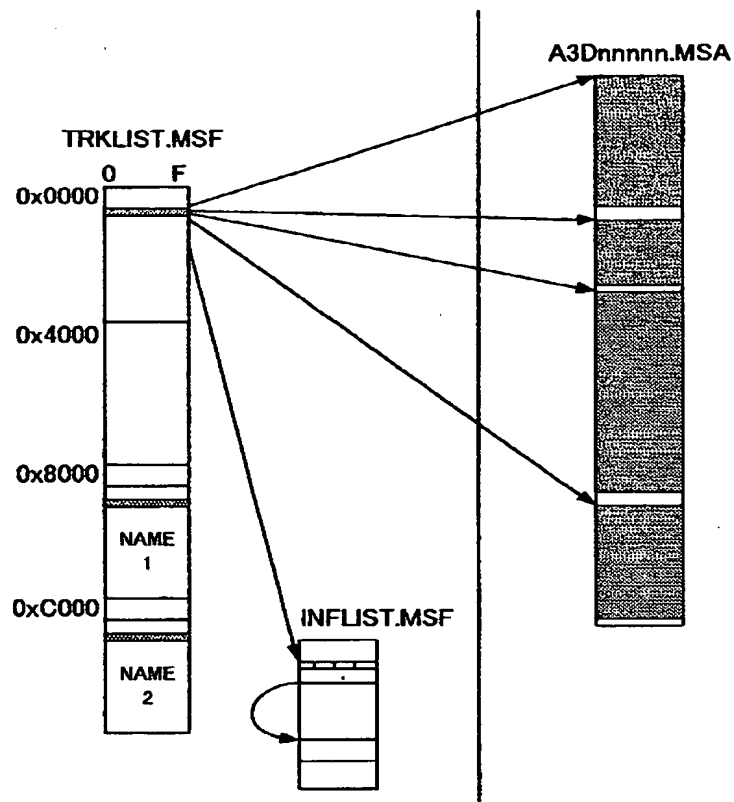 A3Dnnnnn.MSA
TRKLIST.MSF
0 F
0x0000
0x4000
0x8000
NAME
1
0xC000
INFLIST.MSF
NAME
2